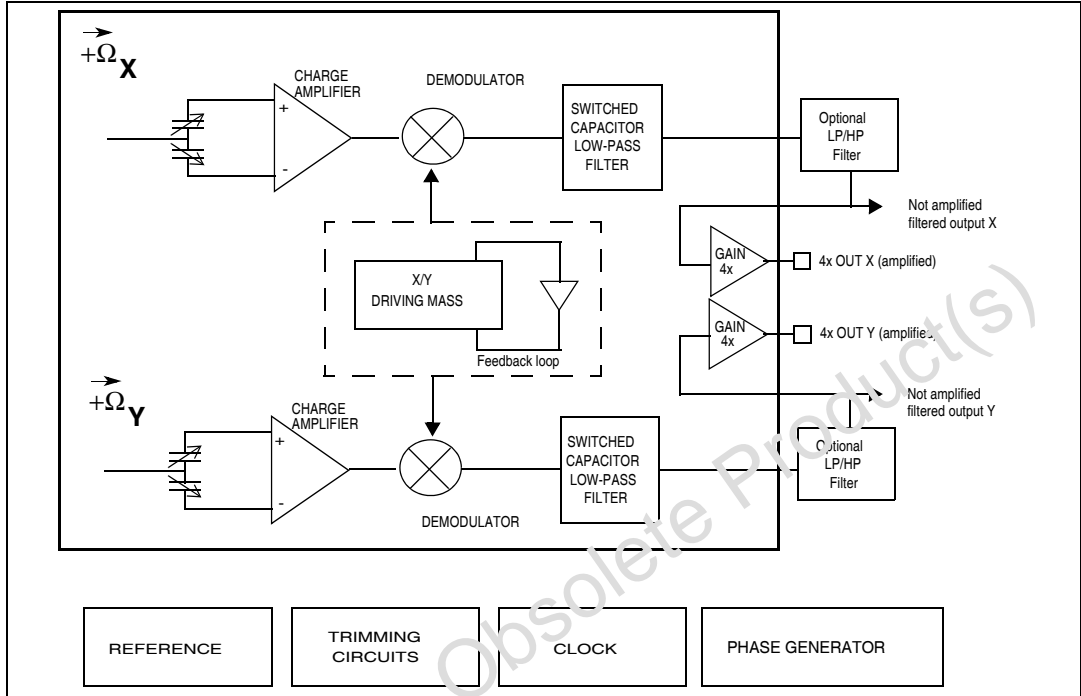 +Ω X
CHARGE
AMPLIFIER
DEMODULATOR
+
-
SWITCHED
CAPACITOR
LOW-PASS
FILTER
Optional
LP/HP
Filter
Not amplified
filtered output X
GAIN
4x
4x OUT X (amplified)
X/Y
DRIVING MASS
Feedback loop
GAIN
4x
4x OUT Y (amplified)
+Ω Y
CHARGE
AMPLIFIER
+
-
DEMODULATOR
SWITCHED
CAPACITOR
LOW-PASS
FILTER
Not amplified
filtered output Y
Optional
LP/HP
Filter
REFERENCE
TRIMMING
CIRCUITS
CLOCK
PHASE GENERATOR
Obsolete Product(s)